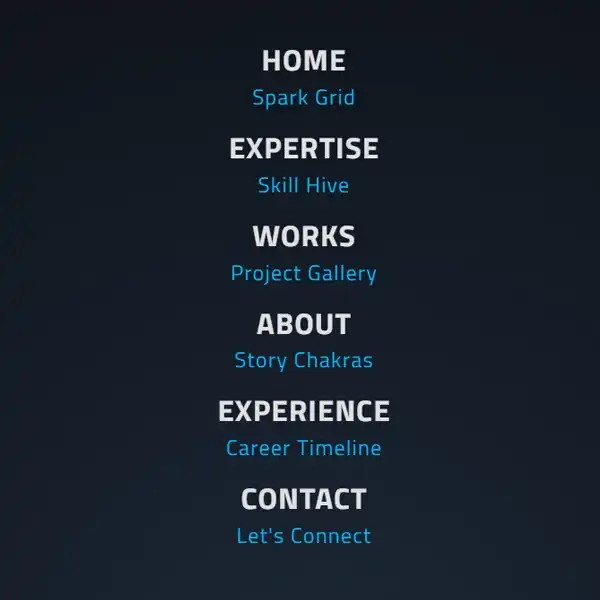 HOME
Spark Grid
EXPERTISE
Skill Hive
WORKS
Project Gallery
ABOUT
Story Chakras
EXPERIENCE
Career Timeline
CONTACT
Let's Connect